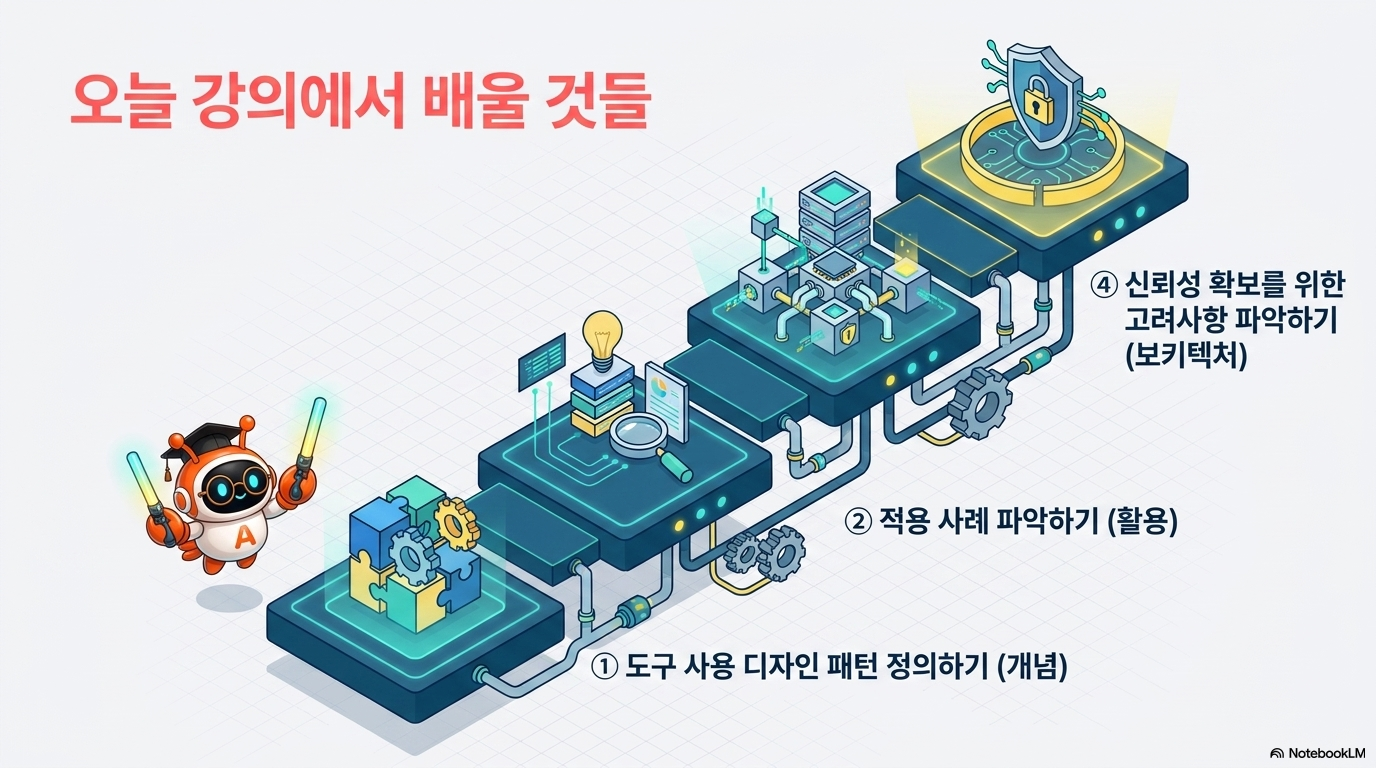 오늘 강의에서 배울 것들
④ 신뢰성 확보를 위한
고려사항 파악하기
(보키텍처)
② 적용 사례 파악하기 (활용)
① 도구 사용 디자인 패턴 정의하기 (개념)
A
NotebookLM